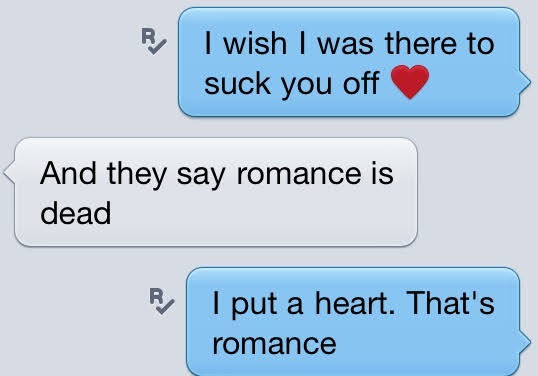 I wish I was there to
suck you off ❤️
And they say romance is
dead
I put a heart. That's
romance